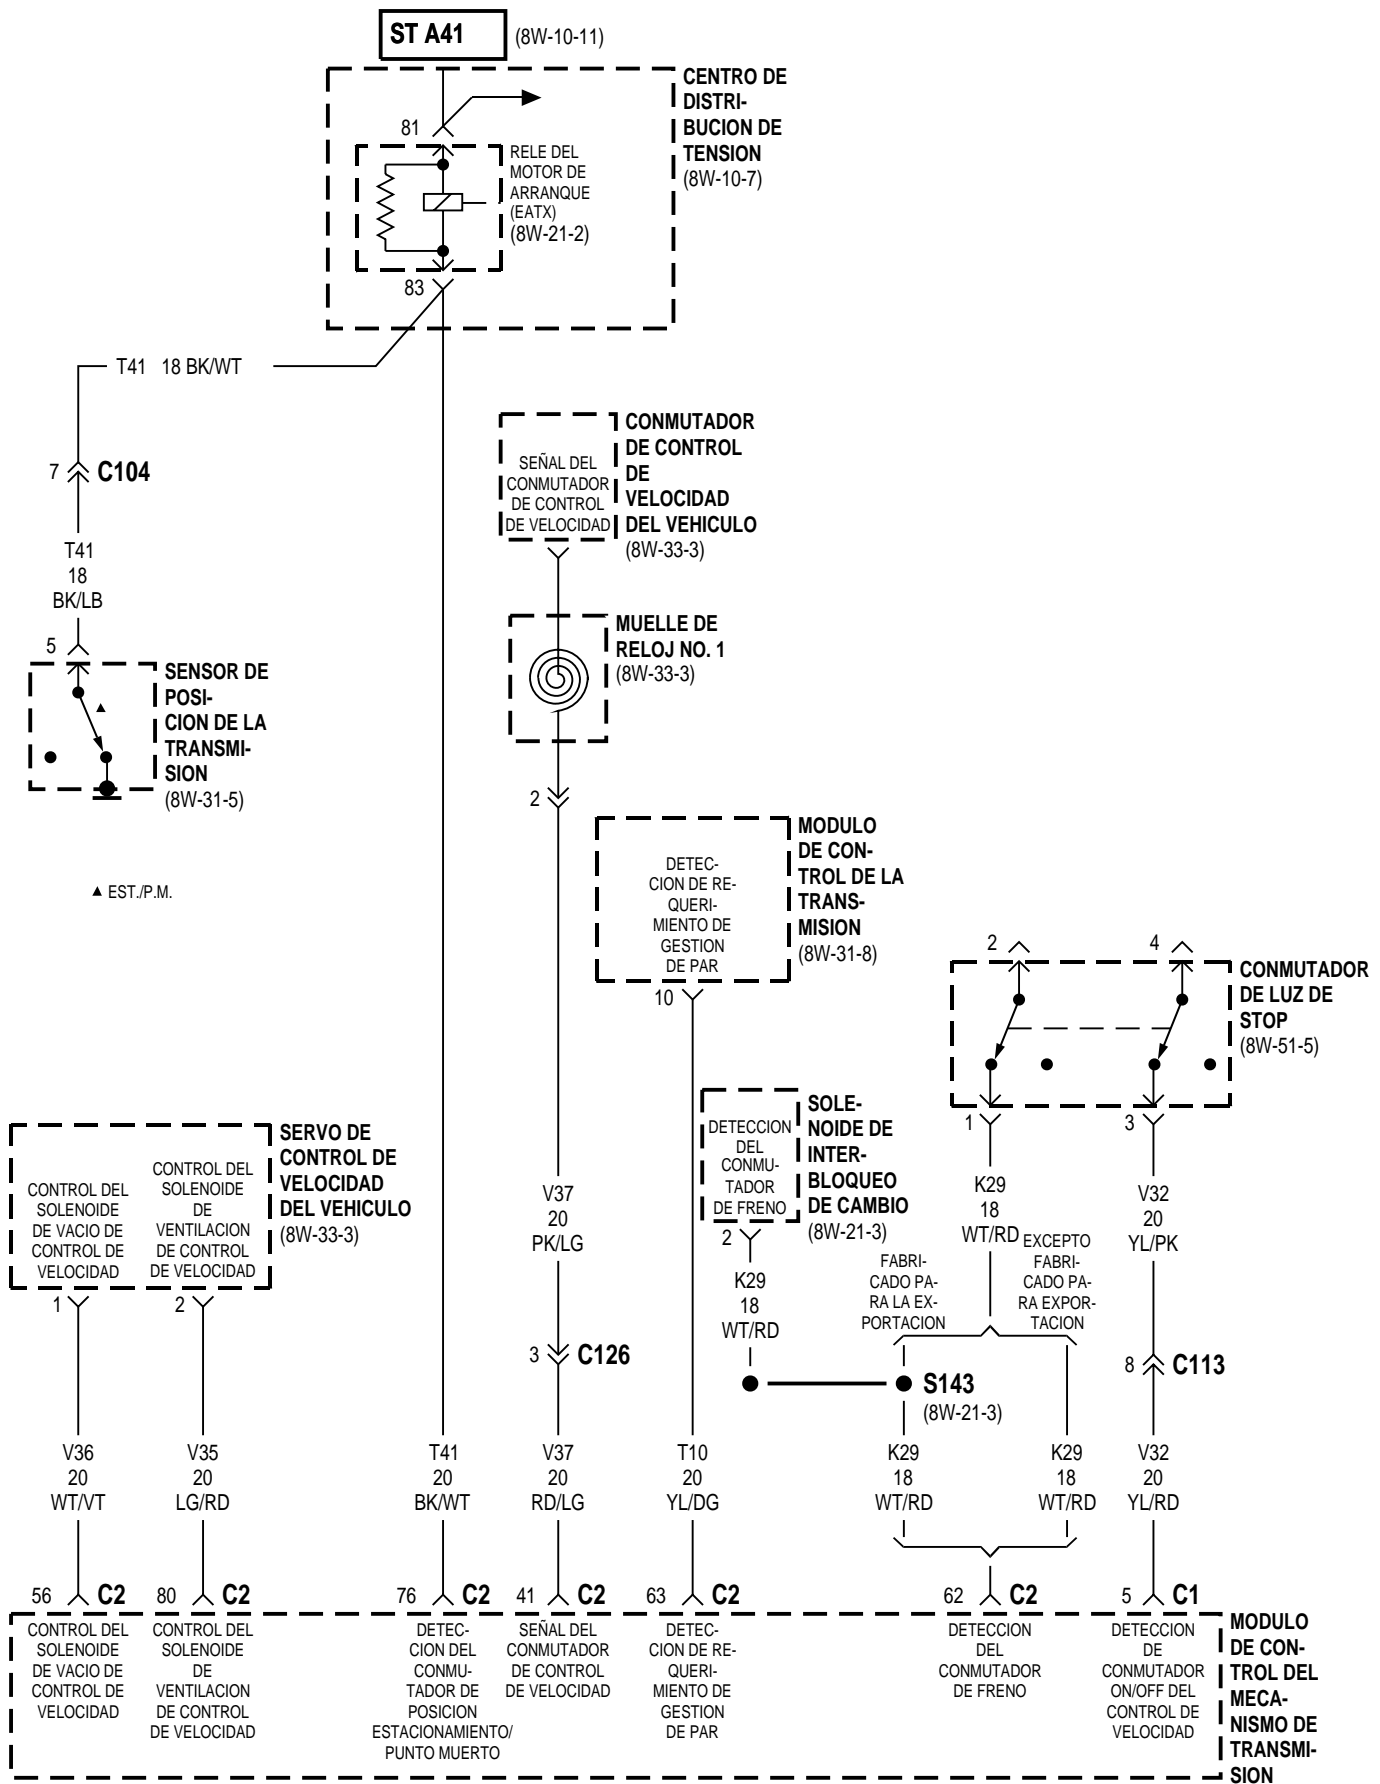 ST A41
(8W-10-11)
CENTRO DE
DISTRI-
BUCION DE
TENSION
(8W-10-7)
81
RELE DEL
MOTOR DE
ARRANQUE
(EATX)
(8W-21-2)
83
T41 18 BK/WT
7 C104
T41
18
BK/LB
5
SENSOR DE
POSI-
CION DE LA
TRANSMI-
SION
(8W-31-5)
▲ EST./P.M.
SEÑAL DEL
CONMUTADOR
DE CONTROL
DE VELOCIDAD
CONMUTADOR
DE CONTROL
DE
VELOCIDAD
DEL VEHICULO
(8W-33-3)
MUELLE DE
RELOJ NO. 1
(8W-33-3)
2
DETEC-
CION DE RE-
QUERI-
MIENTO DE
GESTION
DE PAR
MODULO
DE CON-
TROL DE LA
TRANS-
MISION
(8W-31-8)
10
2
4
CONMUTADOR
DE LUZ DE
STOP
(8W-51-5)
1
3
DETECCION
DEL
CONMU-
TADOR
DE FRENO
SOLE-
NOIDE DE
INTER-
BLOQUEO
DE CAMBIO
(8W-21-3)
2
K29
18
WT/RD
CONTROL DEL
SOLENOIDE
DE VACIO DE
CONTROL DE
VELOCIDAD
CONTROL DEL
SOLENOIDE
DE
VENTILACION
DE CONTROL
DE VELOCIDAD
SERVO DE
CONTROL DE
VELOCIDAD
DEL VEHICULO
(8W-33-3)
1
2
V37
20
PK/LG
K29
18
WT/RD
V32
20
YL/PK
FABRI-
CADO PA-
RA LA EX-
PORTACION
EXCEPTO
FABRI-
CADO PA-
RA EXPOR-
TACION
3 C126
8 C113
S143
(8W-21-3)
V36
20
WT/VT
V35
20
LG/RD
T41
20
BK/WT
V37
20
RD/LG
T10
20
YL/DG
K29
18
WT/RD
K29
18
WT/RD
V32
20
YL/RD
56 C2
80 C2
76 C2
41 C2
63 C2
62 C2
5 C1
CONTROL DEL
SOLENOIDE
DE VACIO DE
CONTROL DE
VELOCIDAD
CONTROL DEL
SOLENOIDE
DE
VENTILACION
DE CONTROL
DE VELOCIDAD
DETEC-
CION DEL
CONMU-
TADOR DE
POSICION
ESTACIONAMIENTO/
PUNTO MUERTO
SEÑAL DEL
CONMUTADOR
DE CONTROL
DE VELOCIDAD
DETEC-
CION DE RE-
QUERI-
MIENTO DE
GESTION
DE PAR
DETECCION
DEL
CONMUTADOR
DE FRENO
DETECCION
DE
CONMUTADOR
ON/OFF DEL
CONTROL DE
VELOCIDAD
MODULO
DE CON-
TROL DEL
MECA-
NISMO DE
TRANSMI-
SION